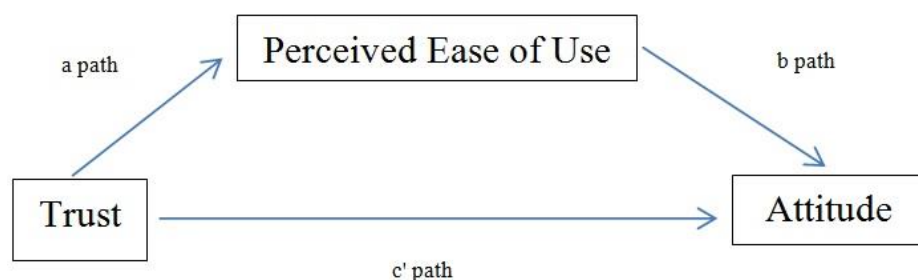 Perceived Ease of Use
a path
b path
Trust
Attitude
c' path